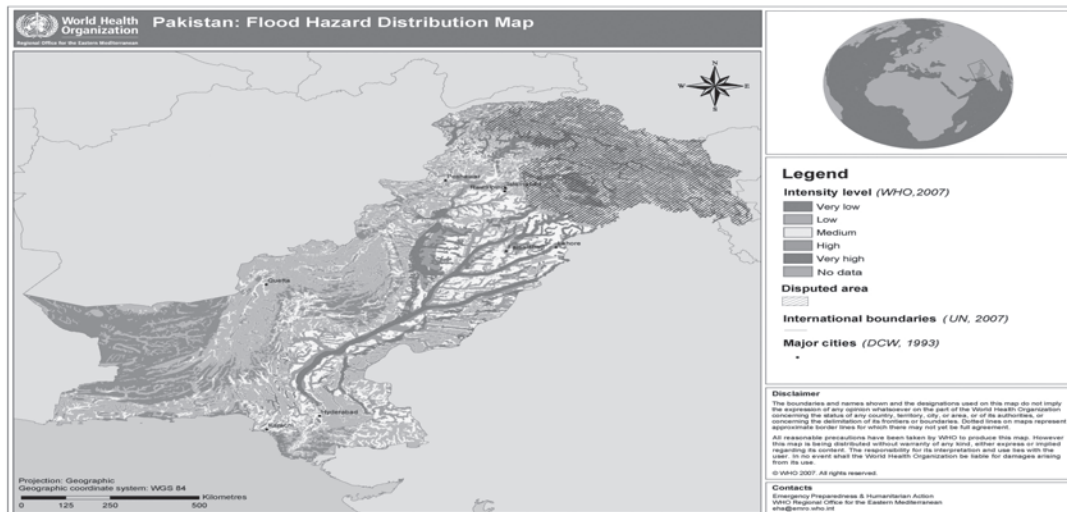 World Health
Organization
Regional Office for the Eastern Mediterranean
Pakistan: Flood Hazard Distribution Map
N
W E
S
Peshawar
Lahore
Quetta
Hyderabad
Karachi
Projection: Geographic
Geographic coordinate system: WGS 84
Kilometres
0 125 250 500
Legend
Intensity level (WHO,2007)
Very low
Low
Medium
High
Very high
No data
Disputed area
International boundaries (UN, 2007)
Major cities (DCW, 1993)
Disclaimer
The boundaries and names shown and the designations used on this map do not imply
the expression of any opinion whatsoever on the part of the World Health Organization
concerning the status of any country, territory, city, or area, or of its authorities, or
concerning the delimitation of its frontiers or boundaries. Dotted lines on maps represent
approximate border lines for which there may not yet be full agreement.
All reasonable precautions have been taken by WHO to produce this map. However
this map is being distributed without warranty of any kind, either express or implied
regarding its content. The responsibility for its interpretation and use lies with the
user. In no event shall the World Health Organization be liable for damages arising
from its use.
© WHO 2007. All rights reserved.
Contacts
Emergency Preparedness & Humanitarian Action
WHO Regional Office for the Eastern Mediterranean
eha@emro.who.int